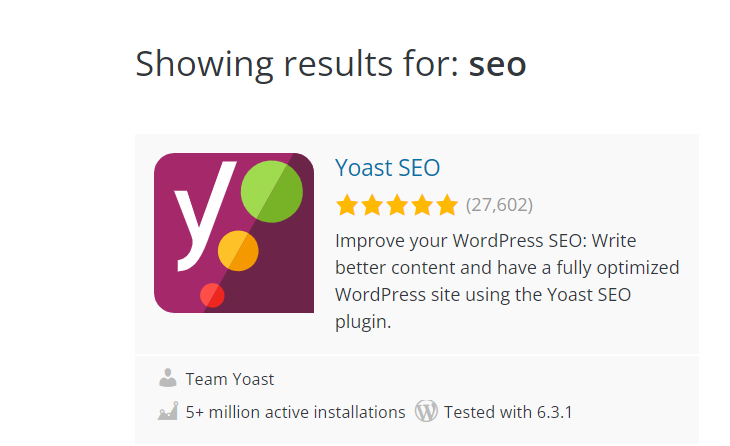 Showing results for: seo
yo
Yoast SEO
(27,602)
Improve your WordPress SEO: Write
better content and have a fully optimized
WordPress site using the Yoast SEO
plugin.
Team Yoast
5+ million active installations Tested with 6.3.1